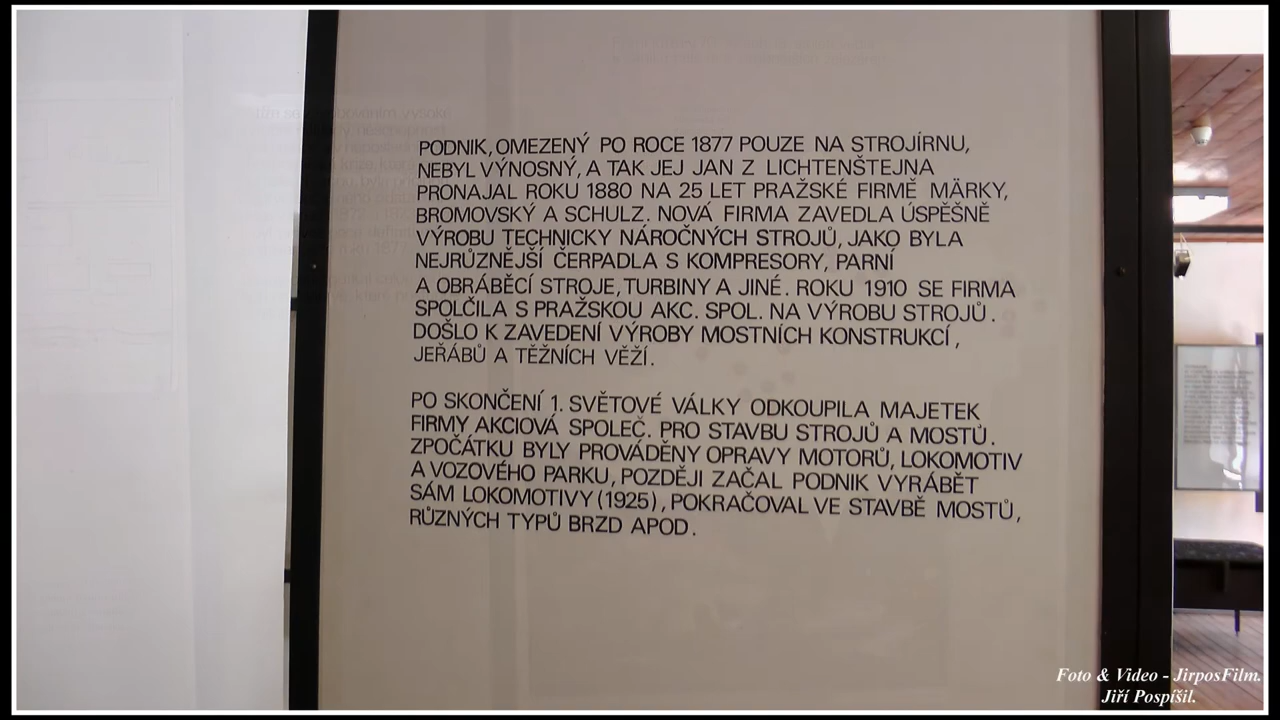 PODNIK, OMEZENÝ PO ROCE 1877 POUZE NA STROJÍRNU,
NEBYL VÝNOSNÝ, A TAK JEJ JAN Z LICHTENŠTEJNA
PRONAJAL ROKU 1880 NA 25 LET PRAŽSKÉ FIRMĚ MÄRKY,
BROMOVSKÝ A SCHULZ. NOVÁ FIRMA ZAVEDLA ÚSPĚŠNĚ
VÝROBU TECHNICKY NÁROČNÝCH STROJŮ, JAKO BYLA
NEJRŮZNĚJŠÍ ČERPADLA S KOMPRESORY, PARNÍ
A OBRÁBĚCÍ STROJE, TURBINY A JINÉ. ROKU 1910 SE FIRMA
SPOLČILA S PRAŽSKOU AKC. SPOL. NA VÝROBU STROJŮ.
DOŠLO K ZAVEDENÍ VÝROBY MOSTNÍCH KONSTRUKCÍ,
JEŘÁBŮ A TĚŽNÍCH VĚŽÍ.
PO SKONČENÍ 1. SVĚTOVÉ VÁLKY ODKOUPILA MAJETEK
FIRMY AKCIOVÁ SPOLEČ. PRO STAVBU STROJŮ A MOSTŮ.
ZPOČÁTKU BYLY PROVÁDĚNY OPRAVY MOTORŮ, LOKOMOTIV
A VOZOVÉHO PARKU, POZDĚJI ZAČAL PODNIK VYRÁBĚT
SÁM LOKOMOTIVY (1925), POKRAČOVAL VE STAVBĚ MOSTŮ,
RŮZNÝCH TYPŮ BRZD APOD.
Foto & Video - JirposFilm.
Jiří Pospíšil.